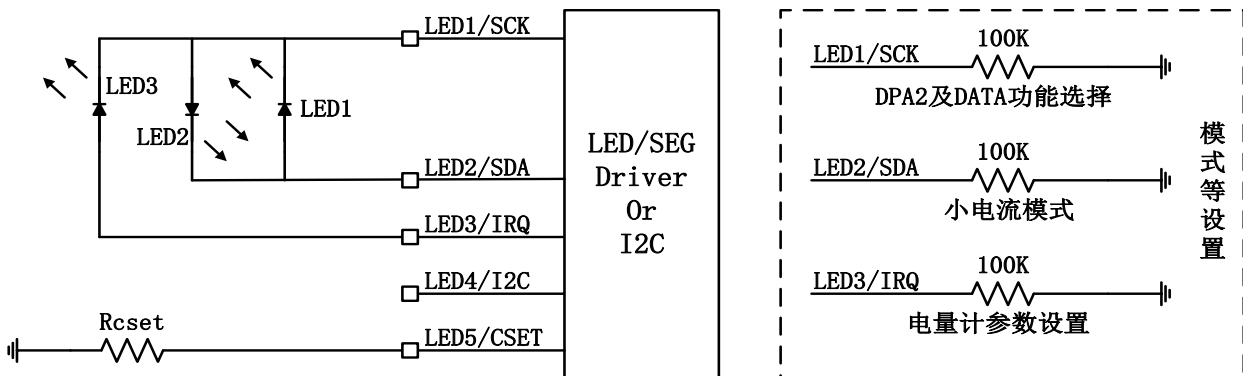 LED1/SCK
LED3
LED2
LED1
LED2/SDA
LED3/IRQ
LED4/I2C
Rcset
LED5/CSET
LED/SEG
Driver
Or
I2C
LED1/SCK
100K
DPA2及DATA功能选择
LED2/SDA
100K
小电流模式
LED3/IRQ
100K
电量计参数设置
模式等设置